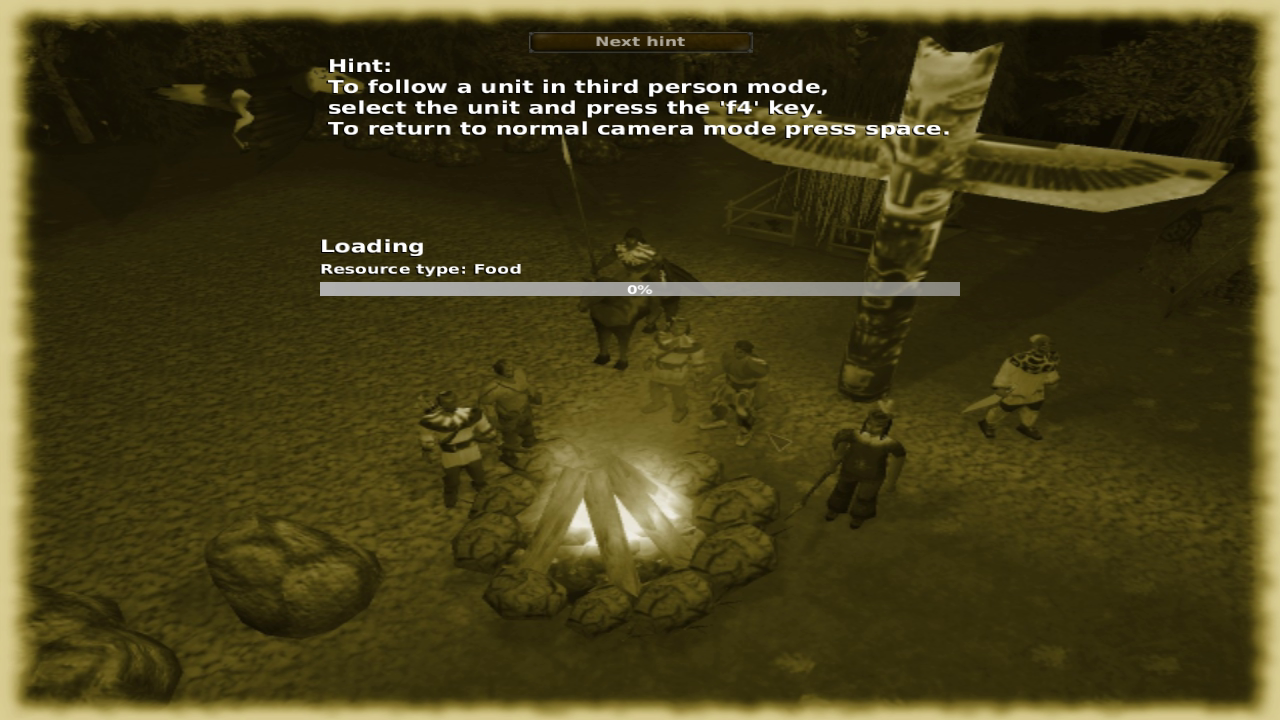 Next hint
Hint:
To follow a unit in third person mode,
select the unit and press the 'f4' key.
To return to normal camera mode press space.
Loading
Resource type: Food
0%